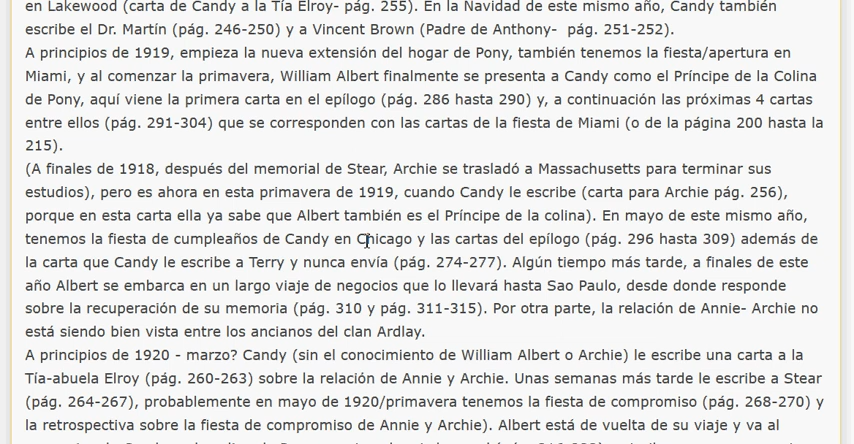 en Lakewood (carta de Candy a la Tía Elroy- pág. 255). En la Navidad de este mismo año, Candy también
escribe el Dr. Martín (pág. 246-250) y a Vincent Brown (Padre de Anthony-  pág. 251-252).
A principios de 1919, empieza la nueva extensión del hogar de Pony, también tenemos la fiesta/apertura en
Miami, y al comenzar la primavera, William Albert finalmente se presenta a Candy como el Príncipe de la Colina
de Pony, aquí viene la primera carta en el epílogo (pág. 286 hasta 290) y, a continuación las próximas 4 cartas
entre ellos (pág. 291-304) que se corresponden con las cartas de la fiesta de Miami (o de la página 200 hasta la
215).
(A finales de 1918, después del memorial de Stear, Archie se trasladó a Massachusetts para terminar sus
estudios), pero es ahora en esta primavera de 1919, cuando Candy le escribe (carta para Archie pág. 256),
porque en esta carta ella ya sabe que Albert también es el Príncipe de la colina). En mayo de este mismo año,
tenemos la fiesta de cumpleaños de Candy en Chicago y las cartas del epílogo (pág. 296 hasta 309) además de
la carta que Candy le escribe a Terry y nunca envía (pág. 274-277). Algún tiempo más tarde, a finales de este
año Albert se embarca en un largo viaje de negocios que lo llevará hasta Sao Paulo, desde donde responde
sobre la recuperación de su memoria (pág. 310 y pág. 311-315). Por otra parte, la relación de Annie- Archie no
está siendo bien vista entre los ancianos del clan Ardlay.
A principios de 1920 - marzo? Candy (sin el conocimiento de William Albert o Archie) le escribe una carta a la
Tía-abuela Elroy (pág. 260-263) sobre la relación de Annie y Archie. Unas semanas más tarde le escribe a Stear
(pág. 264-267), probablemente en mayo de 1920/primavera tenemos la fiesta de compromiso (pág. 268-270) y
la retrospectiva sobre la fiesta de compromiso de Annie y Archie). Albert está de vuelta de su viaje y va al